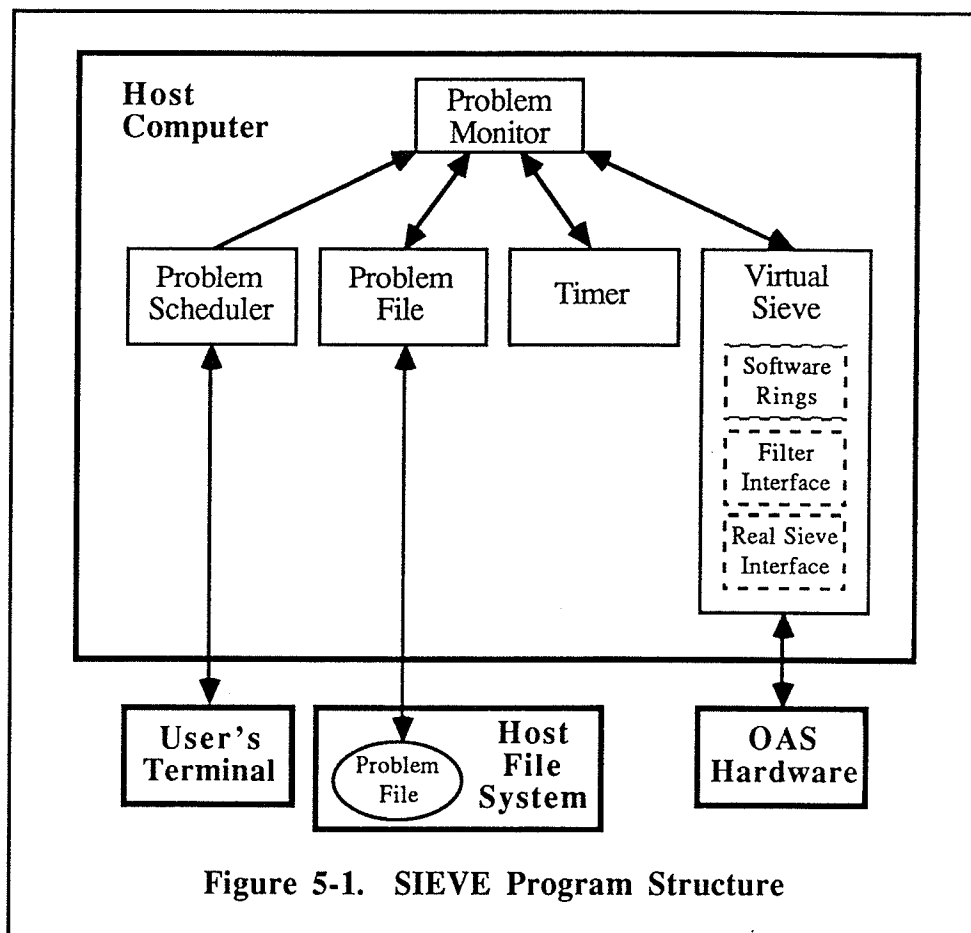 Host
Computer
Problem
Monitor
Problem
Scheduler
Problem
File
Timer
Virtual
Sieve
Software
Rings
Filter
Interface
Real Sieve
Interface
User's
Terminal
Problem
File
Host
File
System
OAS
Hardware
Figure 5-1. SIEVE Program Structure